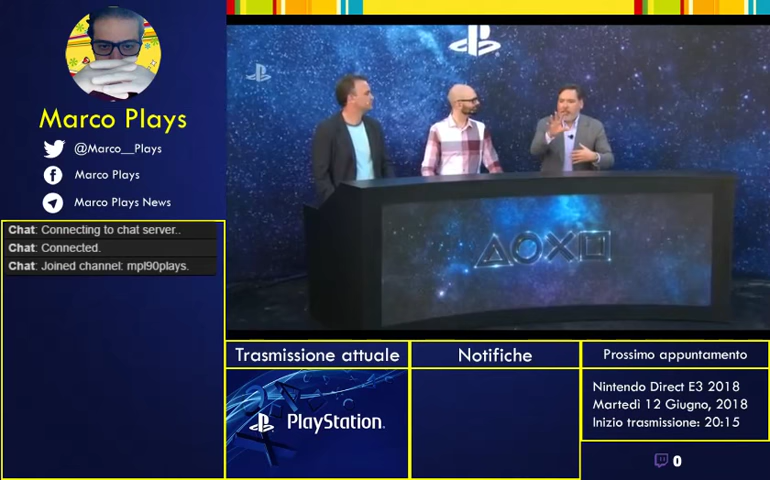 Marco Plays
@Marco__Plays
Marco Plays
Marco Plays News
Chat: Connecting to chat server..
Chat: Connected.
Chat: Joined channel: mpl90plays.
Trasmissione attuale
PlayStation.
Notifiche
Prossimo appuntamento
Nintendo Direct E3 2018
Martedì 12 Giugno, 2018
Inizio trasmissione: 20:15
0